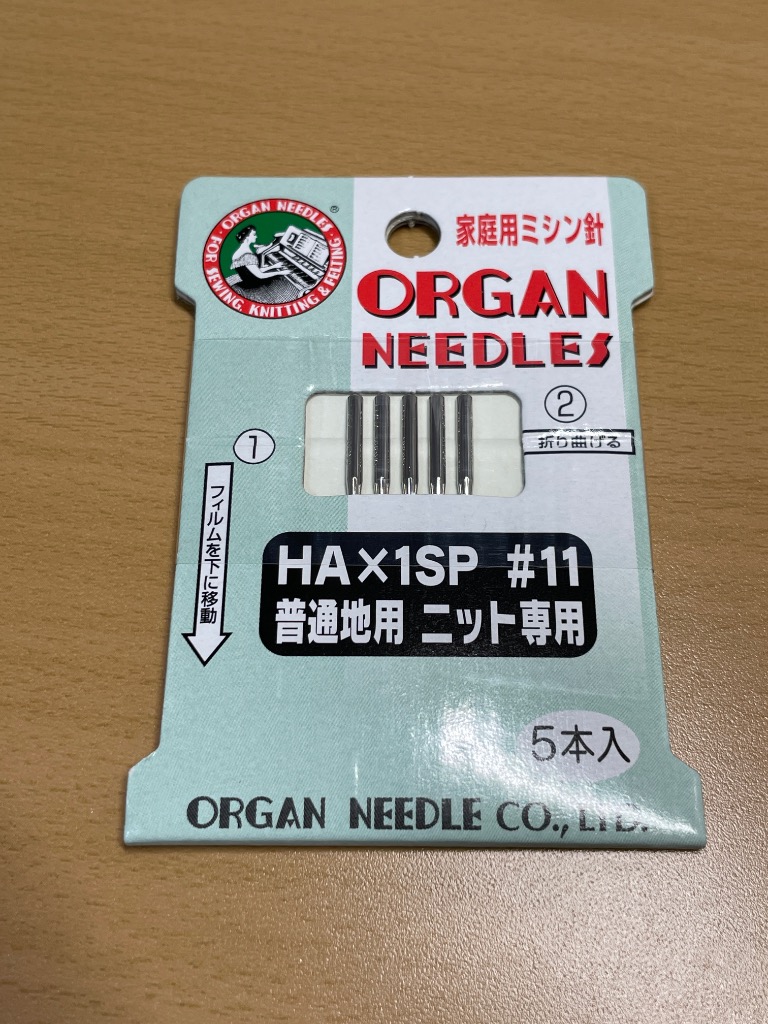 ORGAN NEEDLES
®
FOR SEWING, KNITTING & FELTING
家庭用ミシン針
ORGAN
NEEDLES
①
フィルムを下に移動
②
折り曲げる
HA×1SP #11
普通地用 ニット専用
5本入
ORGAN NEEDLE CO., LTD.